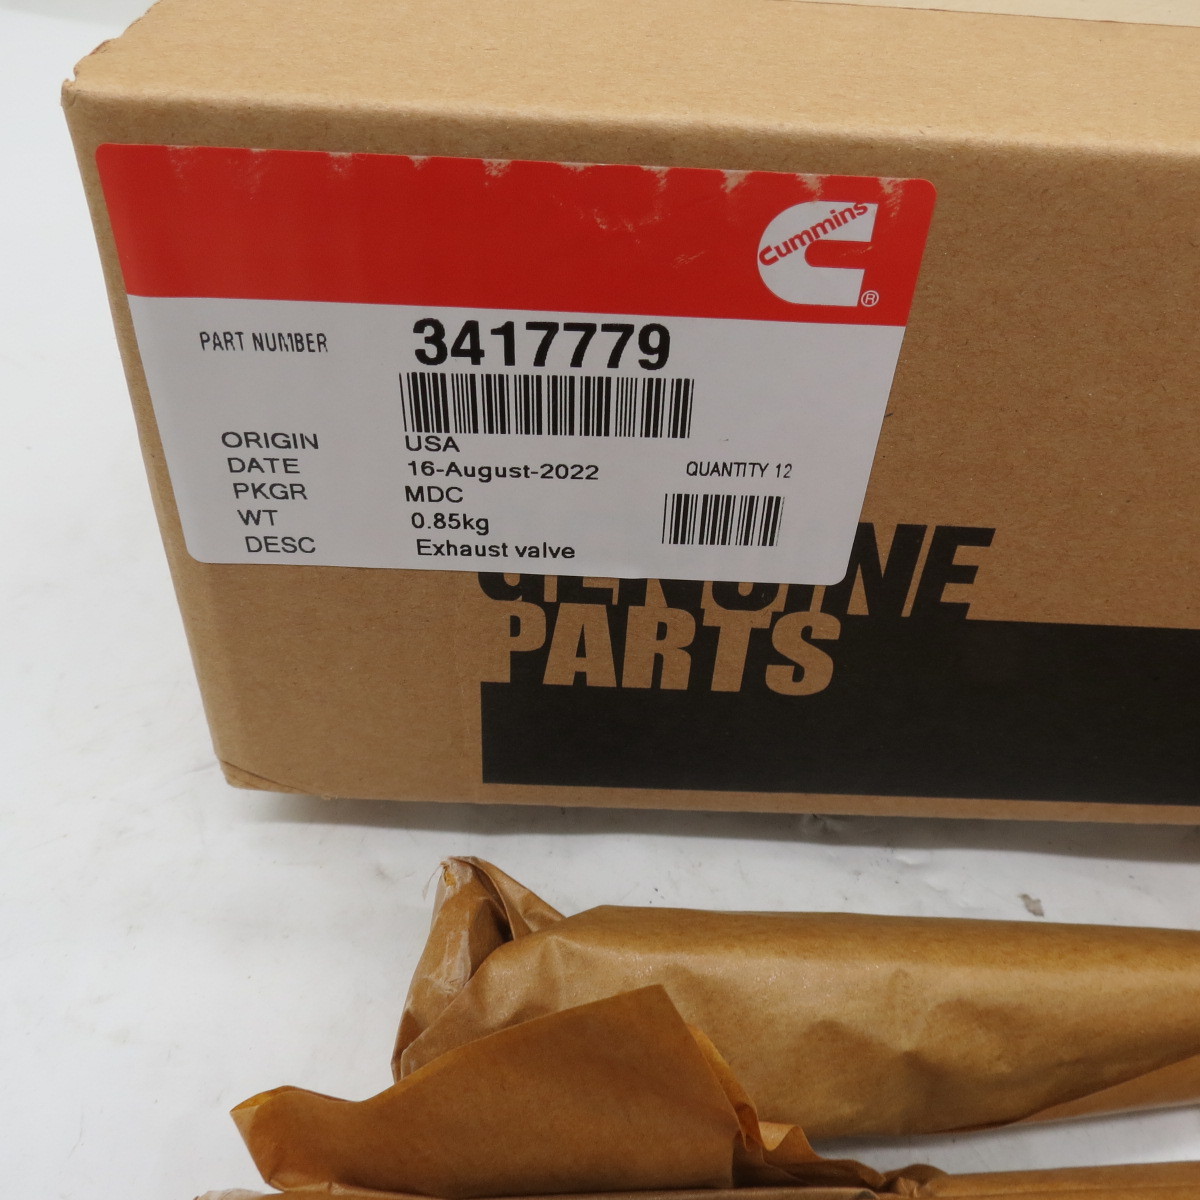 Cummins
®
PART NUMBER 3417779
ORIGIN USA
DATE 16-August-2022 QUANTITY 12
PKGR MDC
WT 0.85kg
DESC Exhaust valve
GENUINE
PARTS